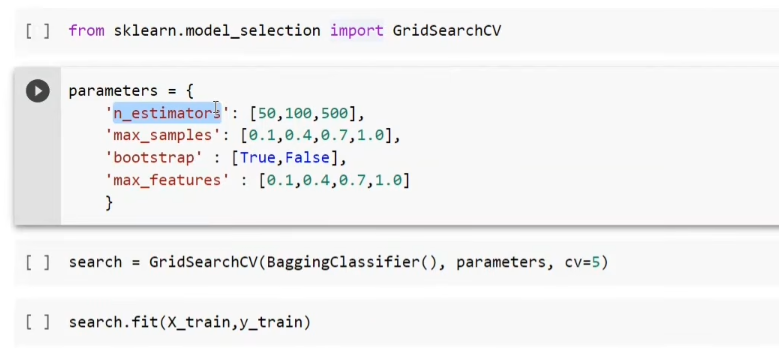 [ ] from sklearn.model_selection import GridSearchCV
parameters = {
'n_estimators': [50,100,500],
'max_samples': [0.1,0.4,0.7,1.0],
'bootstrap' : [True,False],
'max_features' : [0.1,0.4,0.7,1.0]
}
[ ] search = GridSearchCV(BaggingClassifier(), parameters, cv=5)
[ ] search.fit(X_train,y_train)